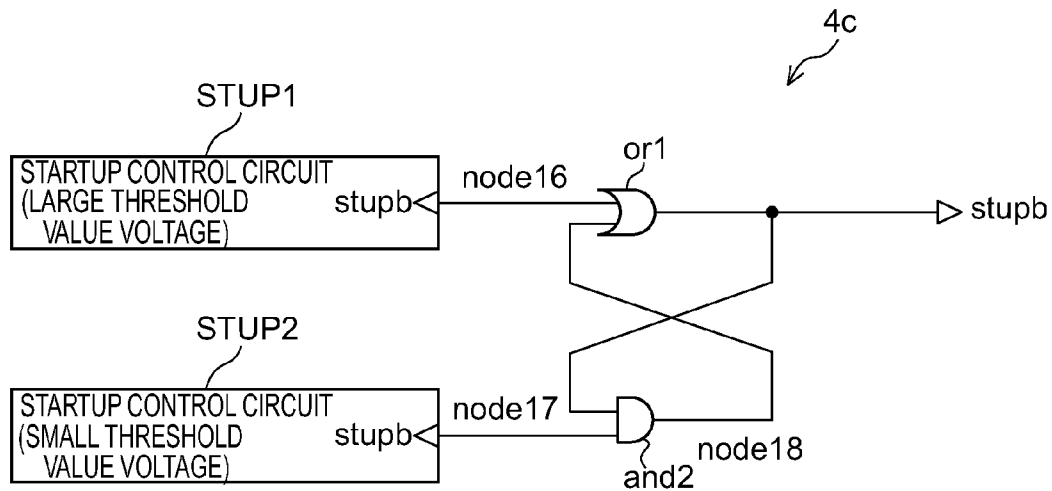 4c
STUP1
STARTUP CONTROL CIRCUIT
(LARGE THRESHOLD
VALUE VOLTAGE)
stupb
node16
or1
stupb
STUP2
STARTUP CONTROL CIRCUIT
(SMALL THRESHOLD
VALUE VOLTAGE)
stupb
node17
and2
node18